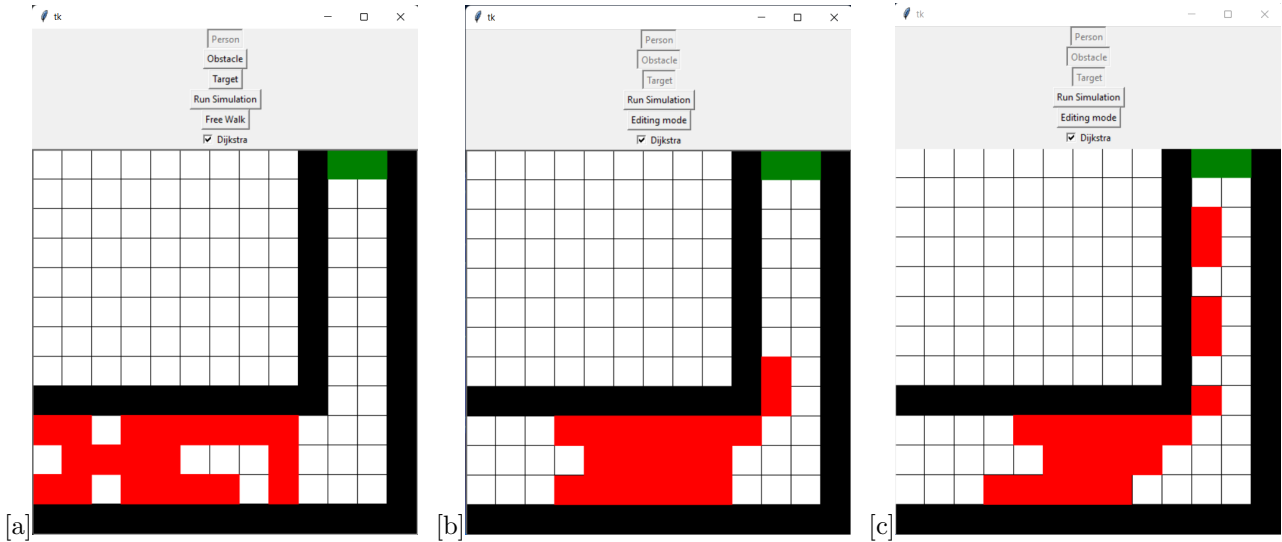 tk
Person
Obstacle
Target
Run Simulation
Free Walk
Dijkstra
[a]
tk
Person
Obstacle
Target
Run Simulation
Editing mode
Dijkstra
[b]
tk
Person
Obstacle
Target
Run Simulation
Editing mode
Dijkstra
[c]